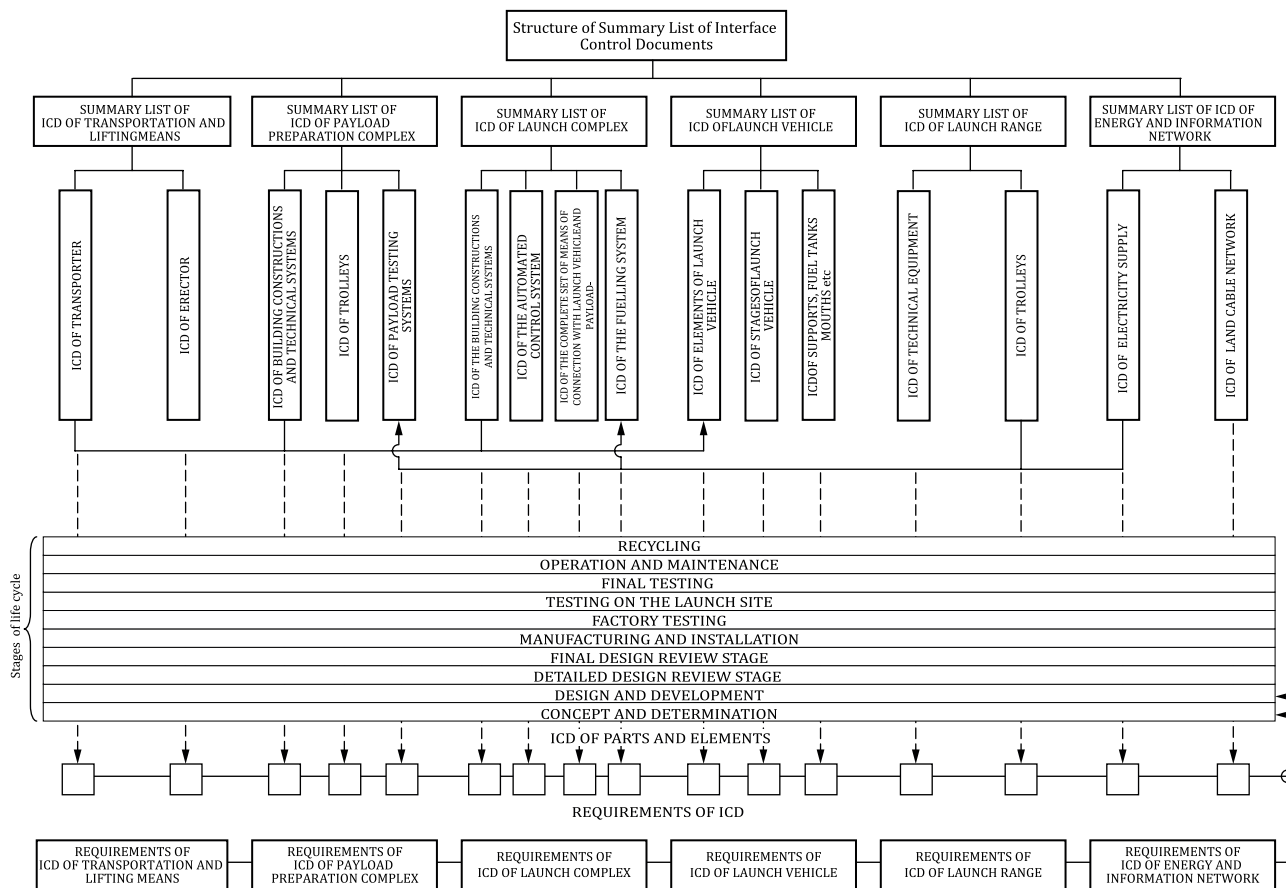 Structure of Summary List of Interface
Control Documents
SUMMARY LIST OF
ICD OF TRANSPORTATION AND
LIFTINGMEANS
SUMMARY LIST OF
ICD OF PAYLOAD
PREPARATION COMPLEX
SUMMARY LIST OF
ICD OF LAUNCH COMPLEX
SUMMARY LIST OF
ICD OFLAUNCH VEHICLE
SUMMARY LIST OF
ICD OF LAUNCH RANGE
SUMMARY LIST OF ICD OF
ENERGY AND INFORMATION
NETWORK
ICD OF TRANSPORTER
ICD OF ERECTOR
ICD OF BUILDING CONSTRUCTIONS
AND TECHNICAL SYSTEMS
ICD OF TROLLEYS
ICD OF PAYLOAD TESTING
SYSTEMS
ICD OF THE BUILDING CONSTRUCTIONS
AND TECHNICAL SYSTEMS
ICD OF THE AUTOMATED
CONTROL SYSTEM
ICD OF THE COMPLETE SET OF MEANS OF
CONNECTION WITH LAUNCH VEHICLEAND
PAYLOAD-
ICD OF THE FUELLING SYSTEM
ICD OF ELEMENTS OF LAUNCH
VEHICLE
ICD OF STAGESOFLAUNCH
VEHICLE
ICDOF SUPPORTS, FUEL TANKS
MOUTHS etc
ICD OF TECHNICAL EQUIPMENT
ICD OF TROLLEYS
ICD OF ELECTRICITY SUPPLY
ICD OF LAND CABLE NETWORK
Stages of life cycle
RECYCLING
OPERATION AND MAINTENANCE
FINAL TESTING
TESTING ON THE LAUNCH SITE
FACTORY TESTING
MANUFACTURING AND INSTALLATION
FINAL DESIGN REVIEW STAGE
DETAILED DESIGN REVIEW STAGE
DESIGN AND DEVELOPMENT
CONCEPT AND DETERMINATION
ICD OF PARTS AND ELEMENTS
REQUIREMENTS OF ICD
REQUIREMENTS OF
ICD OF TRANSPORTATION AND
LIFTING MEANS
REQUIREMENTS OF
ICD OF PAYLOAD
PREPARATION COMPLEX
REQUIREMENTS OF
ICD OF LAUNCH COMPLEX
REQUIREMENTS OF
ICD OF LAUNCH VEHICLE
REQUIREMENTS OF
ICD OF LAUNCH RANGE
REQUIREMENTS OF
ICD OF ENERGY AND
INFORMATION NETWORK